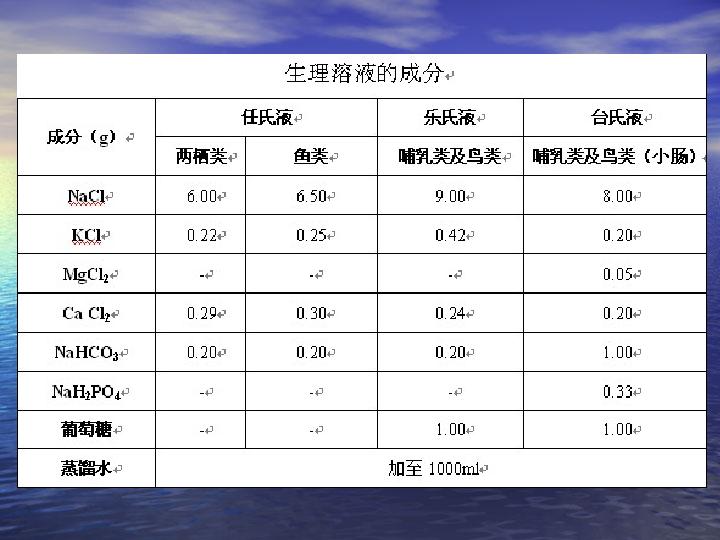 生理溶液的成分
成分（g） 任氏液 乐氏液 台氏液
两栖类 鱼类 哺乳类及鸟类 哺乳类及鸟类（小肠）
NaCl 6.00 6.50 9.00 8.00
KCl 0.22 0.25 0.42 0.20
MgCl₂ - - - 0.05
Ca Cl₂ 0.29 0.30 0.24 0.20
NaHCO₃ 0.20 0.20 0.20 1.00
NaH₂PO₄ - - - 0.33
葡萄糖 - - 1.00 1.00
蒸馏水 加至 1000ml